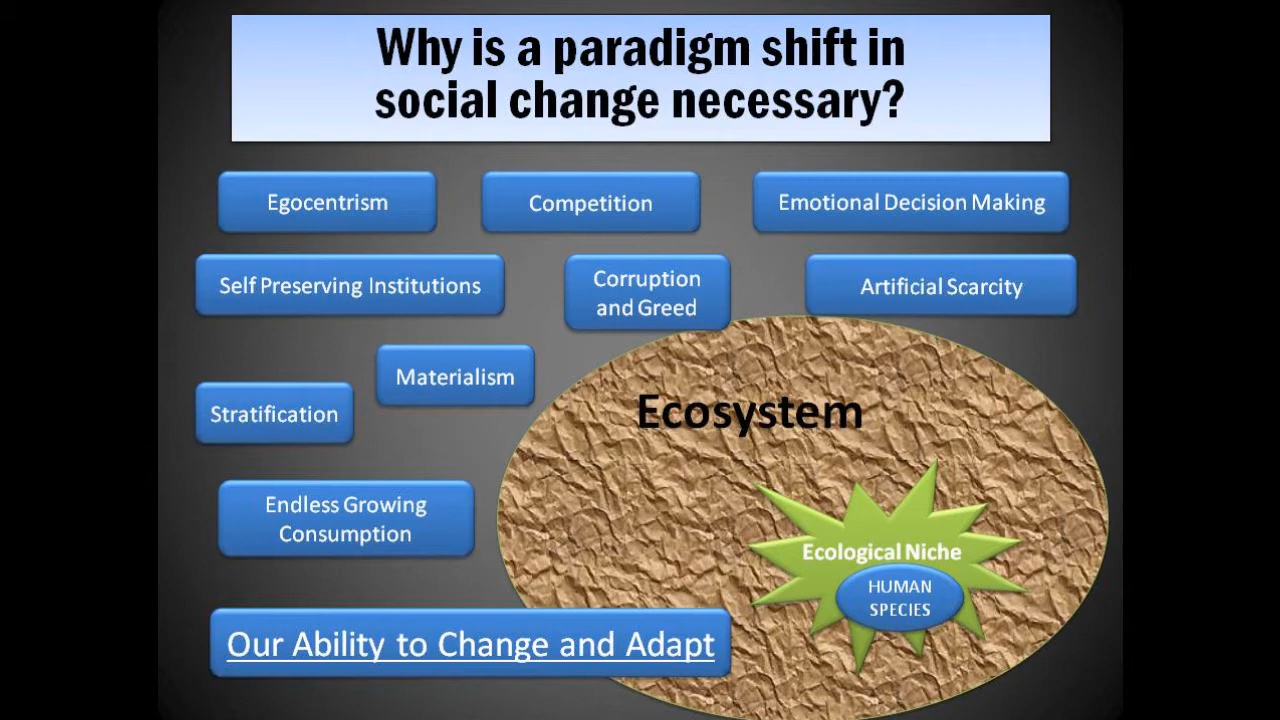 Why is a paradigm shift in
social change necessary?
Egocentrism
Competition
Emotional Decision Making
Self Preserving Institutions
Corruption
and Greed
Artificial Scarcity
Materialism
Stratification
Ecosystem
Endless Growing
Consumption
Ecological Niche
HUMAN
SPECIES
Our Ability to Change and Adapt